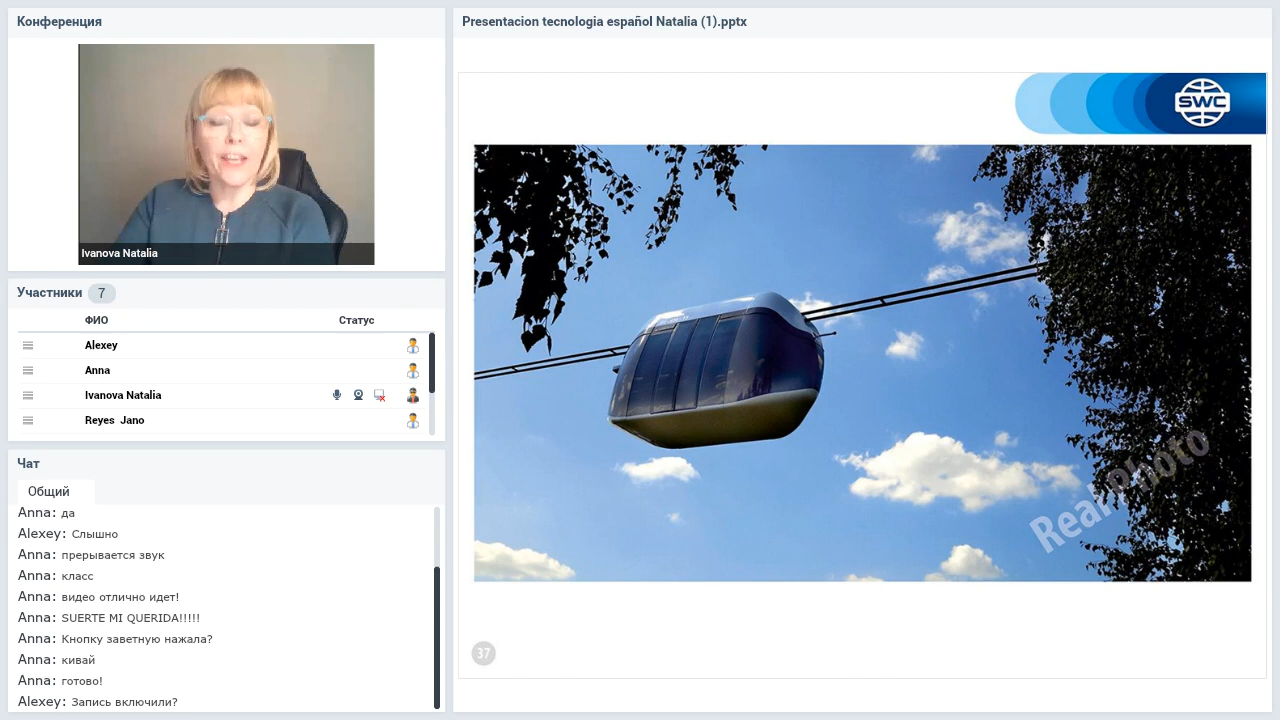 Конференция
Ivanova Natalia
Участники 7
ФИО Статус
Alexey
Anna
Ivanova Natalia
Reyes Jano
Чат
Общий
Anna: да
Alexey: Слышно
Anna: прерывается звук
Anna: класс
Anna: видео отлично идет!
Anna: SUERTE MI QUERIDA!!!!!
Anna: Кнопку заветную нажала?
Anna: кивай
Anna: готово!
Alexey: Запись включили?
Presentacion tecnologia español Natalia (1).pptx
SWC
Real Photo
37